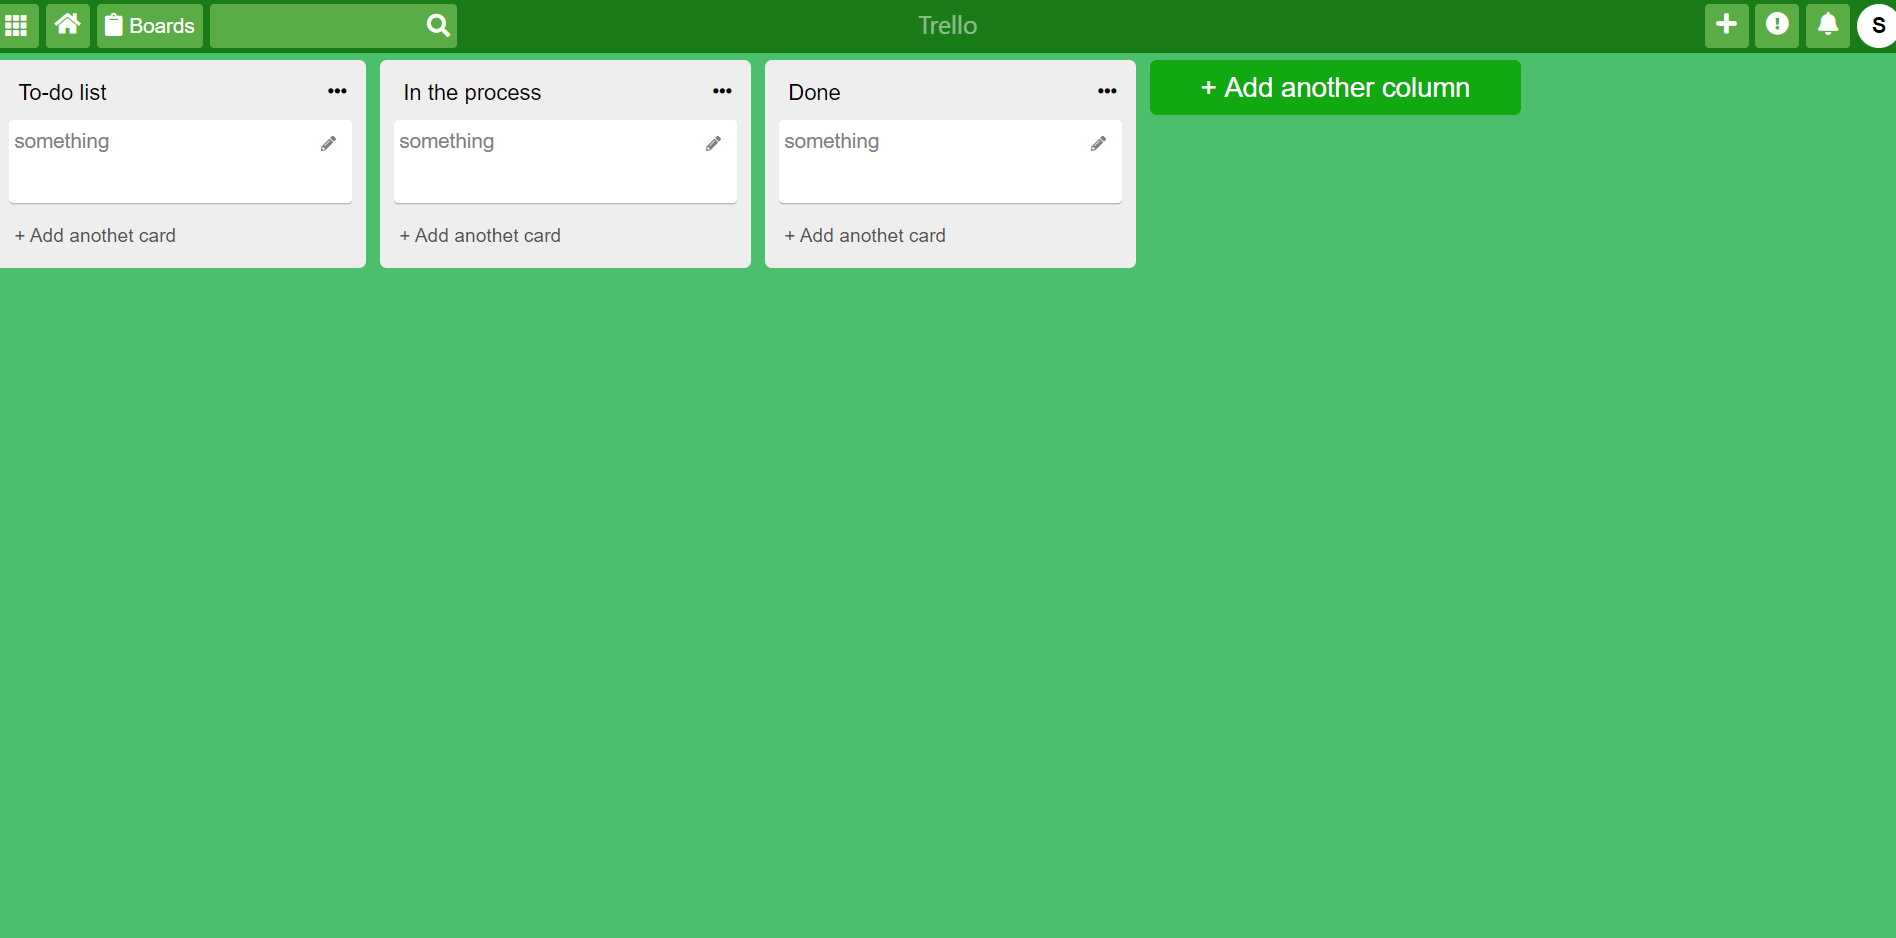 Boards
Trello
S
To-do list
In the process
Done
+ Add another column
something
something
something
+ Add anothet card
+ Add anothet card
+ Add anothet card